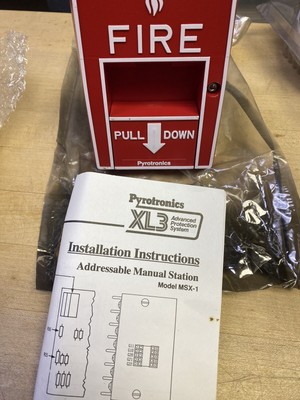 FIRE
PULL DOWN
Pyrotronics
Pyrotronics
XL3 Advanced
Protection
System
Installation Instructions
Addressable Manual Station
Model MSX-1